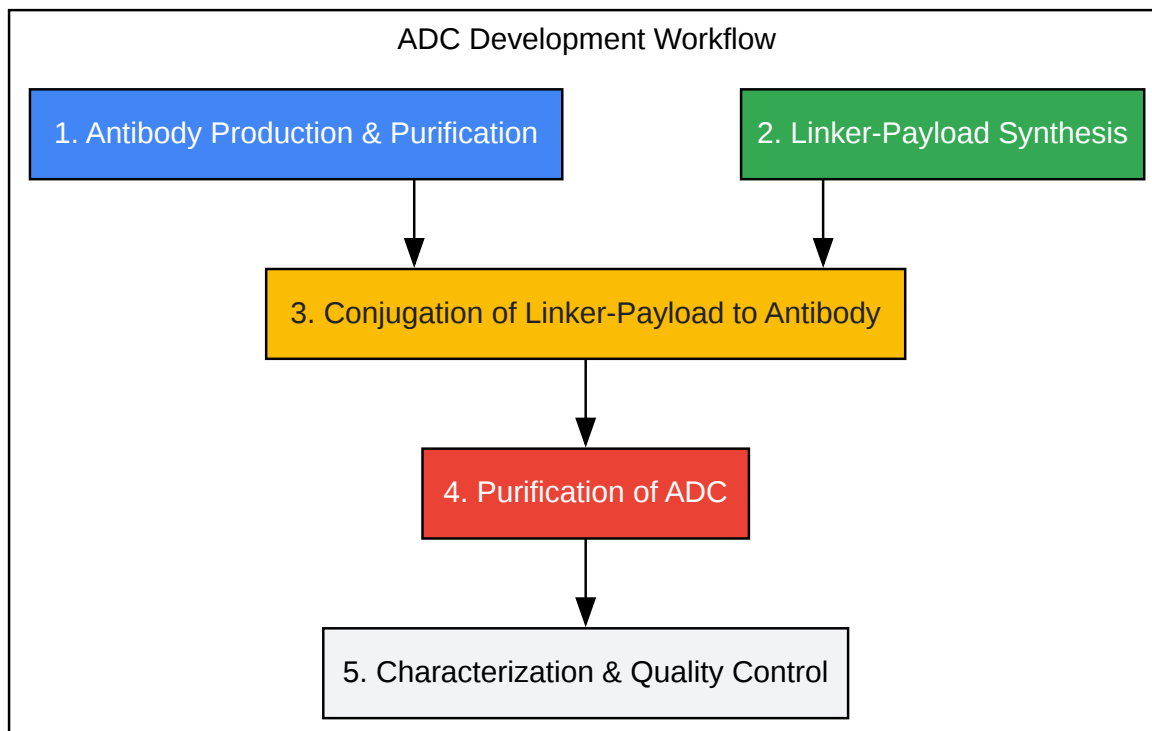 ADC Development Workflow
1. Antibody Production & Purification
2. Linker-Payload Synthesis
3. Conjugation of Linker-Payload to Antibody
4. Purification of ADC
5. Characterization & Quality Control